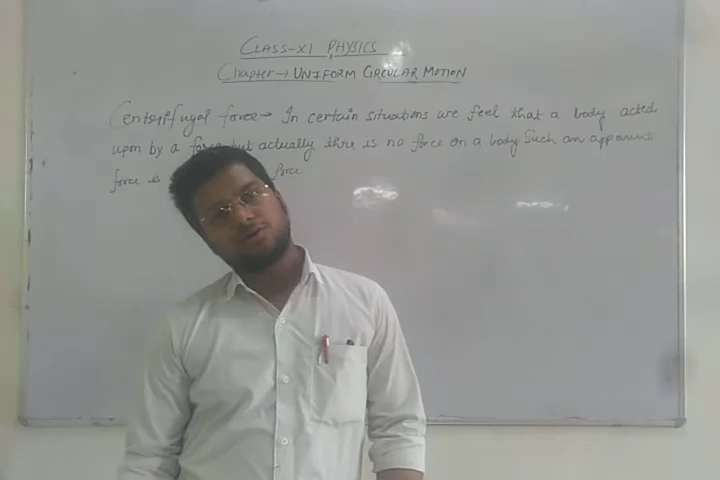 CLASS-XI PHYSICS
Chapter → UNIFORM CIRCULAR MOTION
Centrifugal force → In certain situations we feel that a body acted
upon by a force but actually there is no force on a body Such an apparent
force is force.